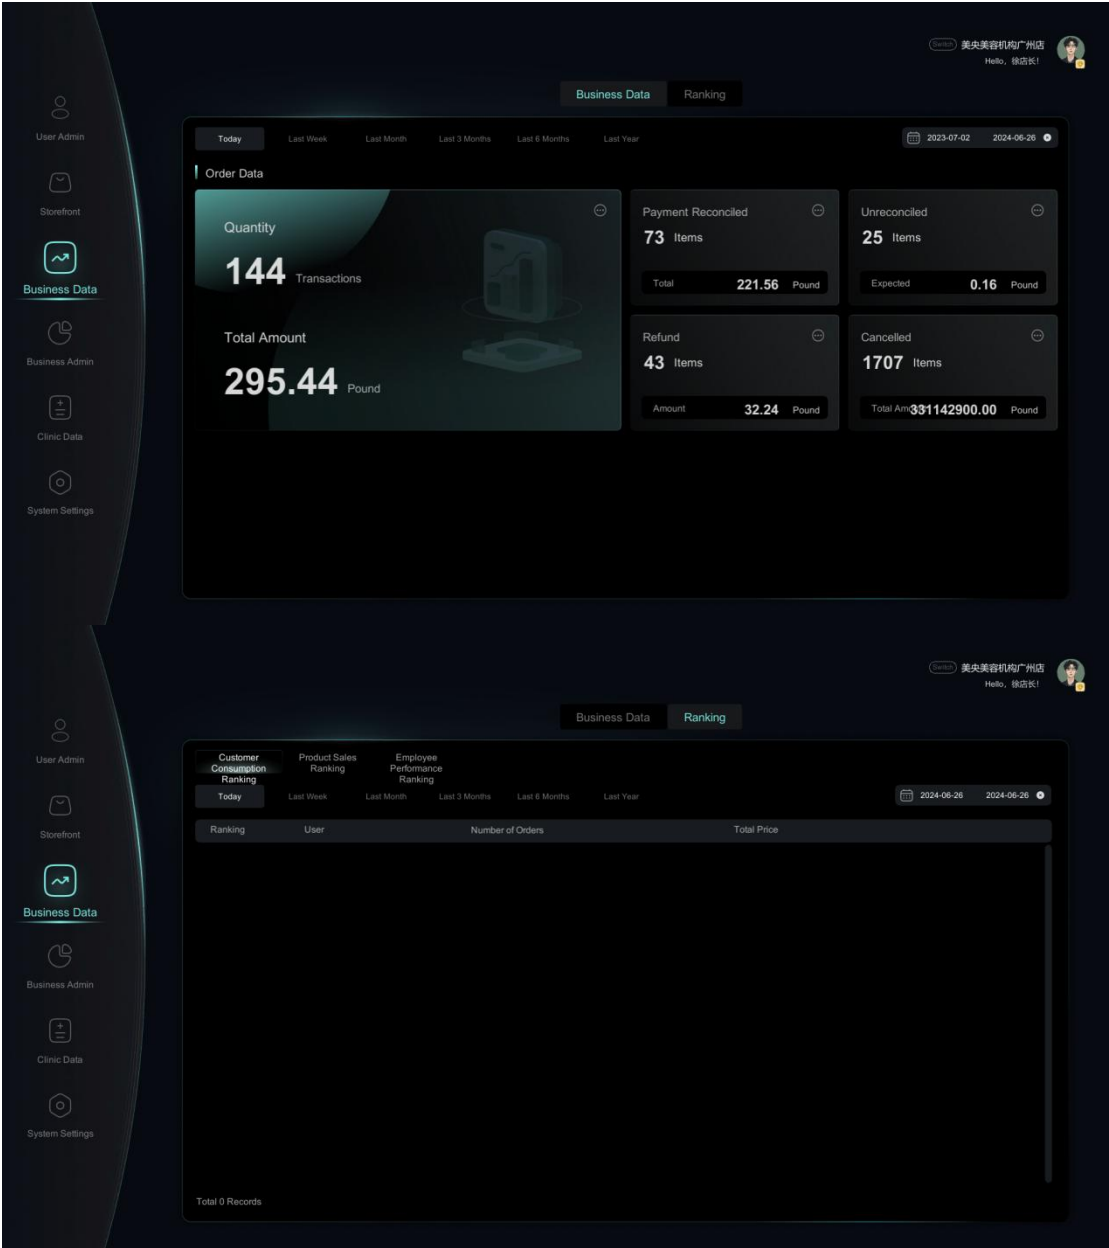 Switch 美央美容机构广州店
Hello, 徐店长!
Business Data Ranking
User Admin
Storefront
Business Data
Business Admin
Clinic Data
System Settings
Today Last Week Last Month Last 3 Months Last 6 Months Last Year 2023-07-02 2024-06-26
Order Data
Quantity
144 Transactions
Total Amount
295.44 Pound
Payment Reconciled
73 Items
Total 221.56 Pound
Unreconciled
25 Items
Expected 0.16 Pound
Refund
43 Items
Amount 32.24 Pound
Cancelled
1707 Items
Total Amount 331142900.00 Pound
Switch 美央美容机构广州店
Hello, 徐店长!
Business Data Ranking
User Admin
Storefront
Business Data
Business Admin
Clinic Data
System Settings
Customer
Consumption
Ranking
Product Sales
Ranking
Employee
Performance
Ranking
Today Last Week Last Month Last 3 Months Last 6 Months Last Year 2024-06-26 2024-06-26
Ranking User Number of Orders Total Price
Total 0 Records